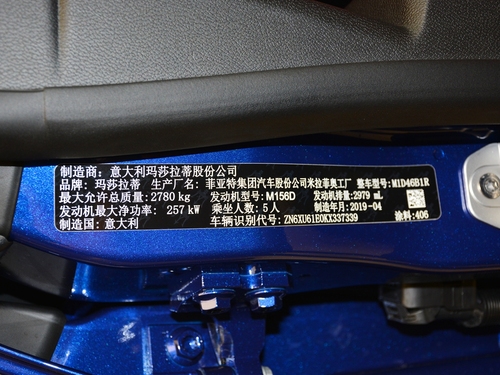 制造商: 意大利玛莎拉蒂股份公司
品牌: 玛莎拉蒂 生产厂名: 菲亚特集团汽车股份公司米拉菲奥工厂 整车型号:M1D46B1R
最大允许总质量:2780 kg 发动机型号:M156D 发动机排量:2979 mL
发动机最大净功率: 257 kW 乘坐人数: 5人 制造年月:2019-04
制造国: 意大利 车辆识别代号: ZN6XU61E0KX337339 涂料:406